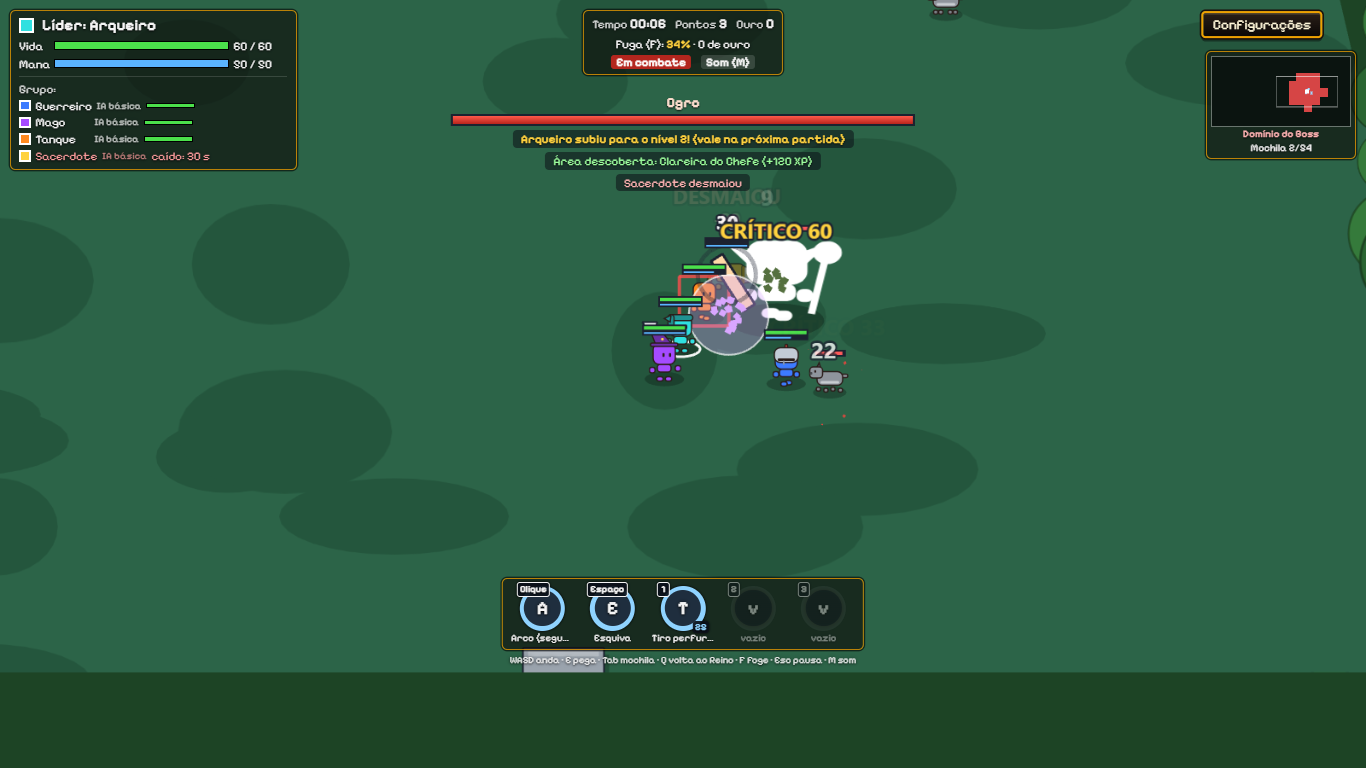 Líder: Arqueiro
Vida 60 / 60
Mana 80 / 80
Grupo:
Guerreiro IA básica
Mago IA básica
Tanque IA básica
Sacerdote IA básica caído: 30 s
Tempo 00:06 Pontos 3 Ouro 0
Fuga (F): 34% · 0 de ouro
Em combate Som (M)
Configurações
Domínio do Boss
Mochila 2/24
Ogro
Arqueiro subiu para o nível 2! (vale na próxima partida)
Área descoberta: Clareira do Chefe (+120 XP)
Sacerdote desmaiou
DESMAIOU
CRÍTICO 60
22
Clique Espaço 1 2 3
A E T v v
Arco (segu... Esquiva Tiro perfur... vazio vazio
WASD anda · E pega · Tab mochila · Q volta ao Reino · F Foge · Esc pausa · M som